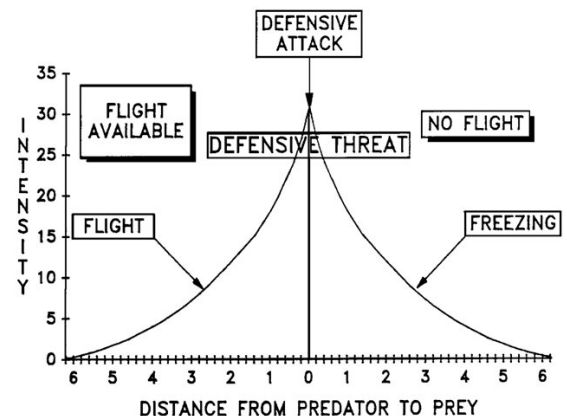 DEFENSIVE
ATTACK
35
30
25
20
15
10
5
0
INTENSITY
FLIGHT
AVAILABLE
DEFENSIVE THREAT
NO FLIGHT
FLIGHT
FREEZING
6 5 4 3 2 1 0 1 2 3 4 5 6
DISTANCE FROM PREDATOR TO PREY